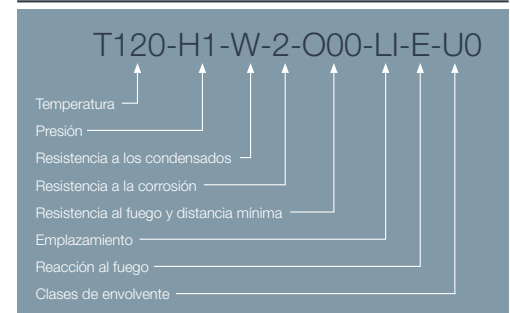 T120-H1-W-2-O00-LI-E-U0
Temperatura
Presión
Resistencia a los condensados
Resistencia a la corrosión
Resistencia al fuego y distancia mínima
Emplazamiento
Reacción al fuego
Clases de envolvente